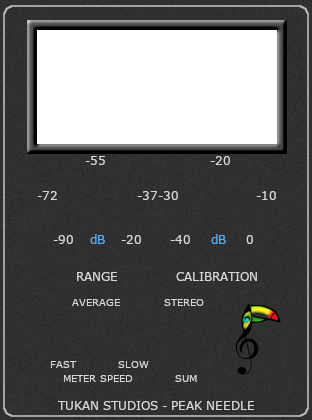 -55 -20
-72 -37 -30 -10
-90 dB -20 -40 dB 0
RANGE CALIBRATION
AVERAGE STEREO
FAST SLOW
METER SPEED SUM
TUKAN STUDIOS - PEAK NEEDLE